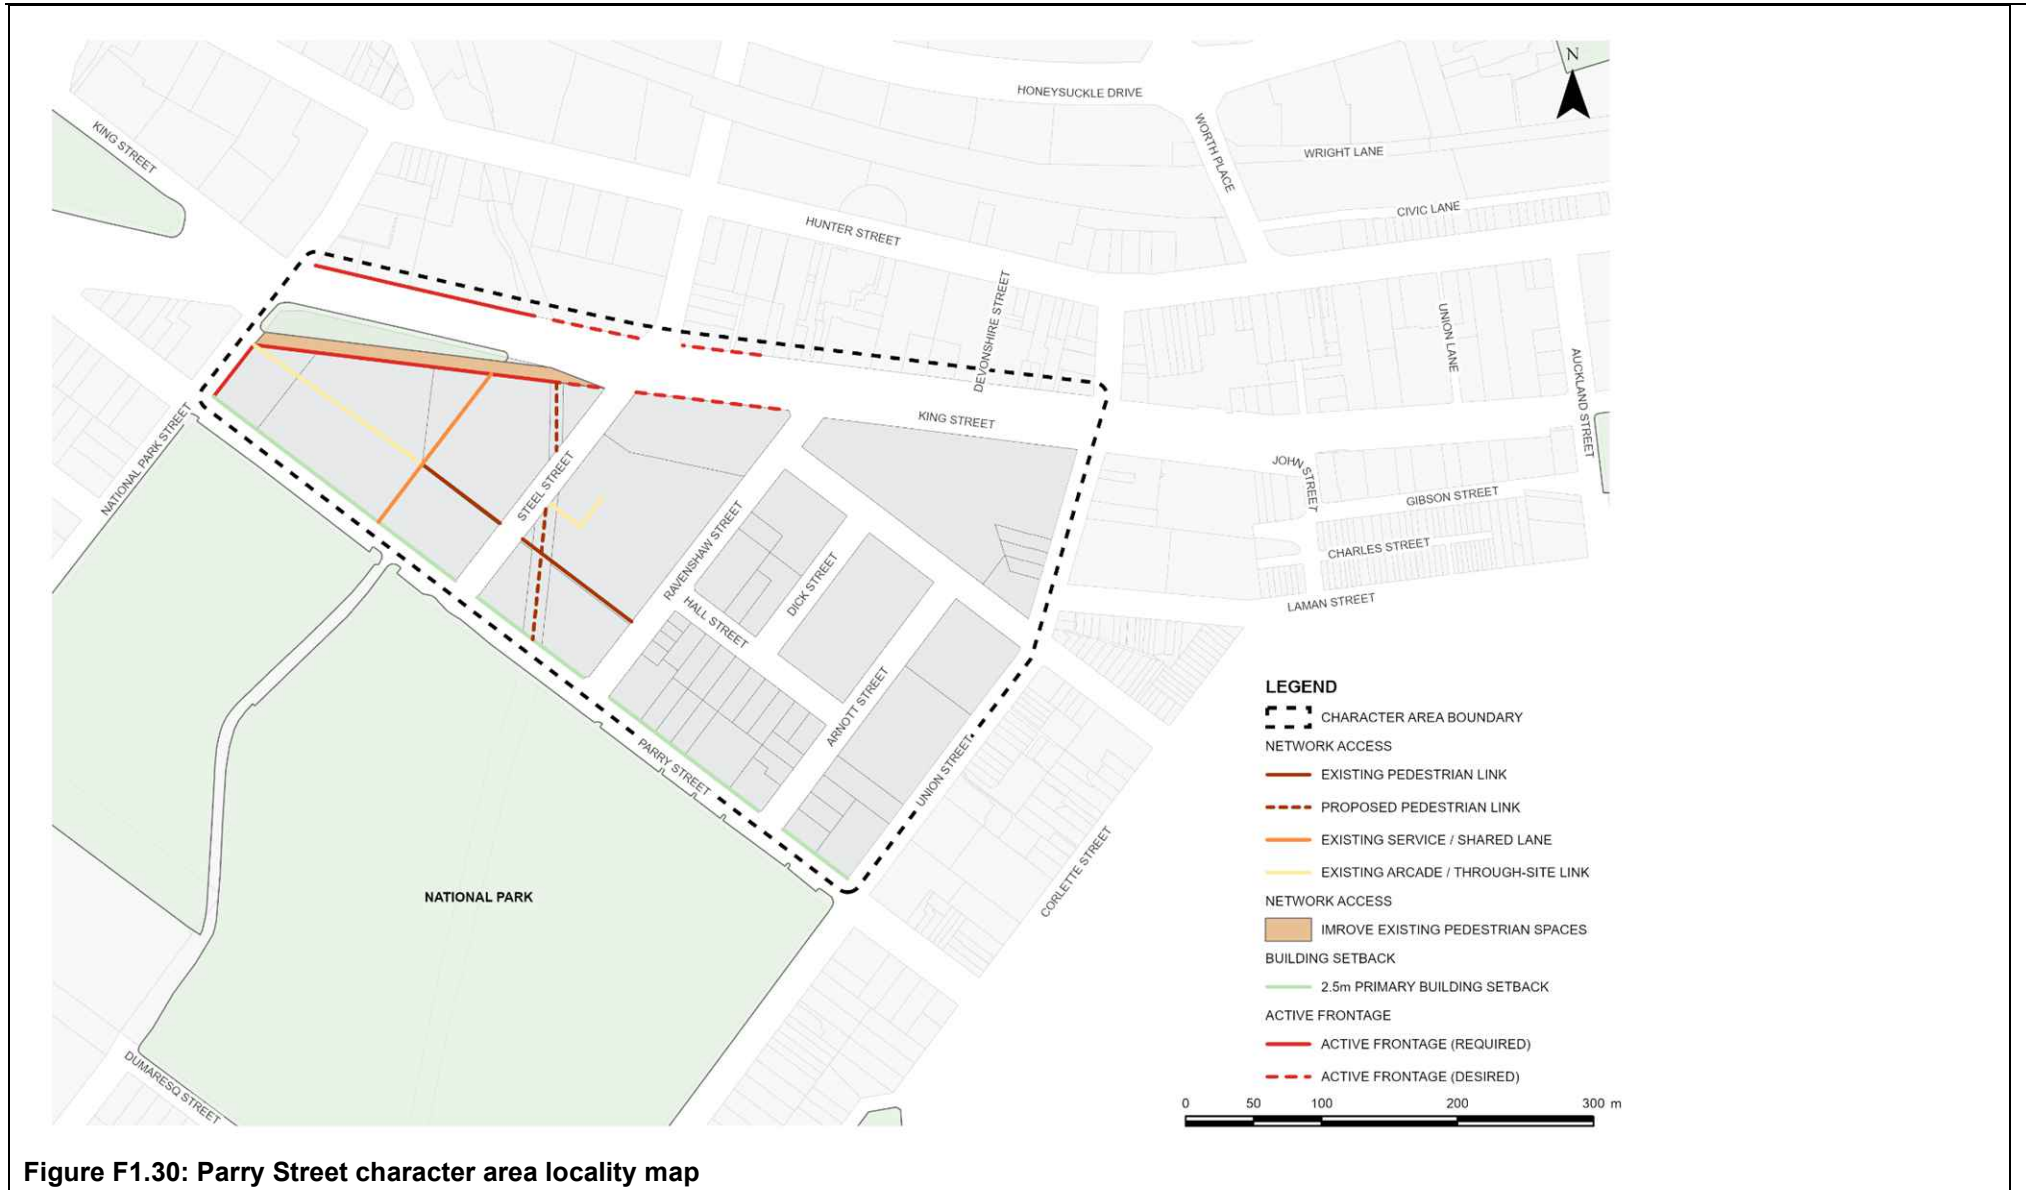 N
HONEYSUCKLE DRIVE
KING STREET
WORTH PLACE
WRIGHT LANE
CIVIC LANE
HUNTER STREET
DEVONSHIRE STREET
UNION LANE
AUCKLAND STREET
KING STREET
NATIONAL PARK STREET
STEEL STREET
JOHN STREET
GIBSON STREET
RAVENSHAW STREET
CHARLES STREET
DICK STREET
HALL STREET
LAMAN STREET
ARNOTT STREET
PARRY STREET
UNION STREET
CORLETTE STREET
NATIONAL PARK
DUMARESQ STREET
LEGEND
CHARACTER AREA BOUNDARY
NETWORK ACCESS
EXISTING PEDESTRIAN LINK
PROPOSED PEDESTRIAN LINK
EXISTING SERVICE / SHARED LANE
EXISTING ARCADE / THROUGH-SITE LINK
NETWORK ACCESS
IMROVE EXISTING PEDESTRIAN SPACES
BUILDING SETBACK
2.5m PRIMARY BUILDING SETBACK
ACTIVE FRONTAGE
ACTIVE FRONTAGE (REQUIRED)
ACTIVE FRONTAGE (DESIRED)
0 50 100 200 300 m
Figure F1.30: Parry Street character area locality map